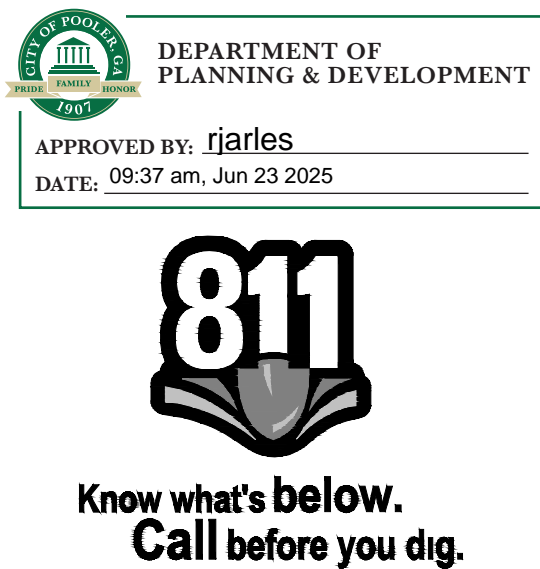 CITY OF POOLER, GA
PRIDE FAMILY HONOR
1907
DEPARTMENT OF
PLANNING & DEVELOPMENT
APPROVED BY: rjarles
DATE: 09:37 am, Jun 23 2025
811
Know what's below.
Call before you dig.